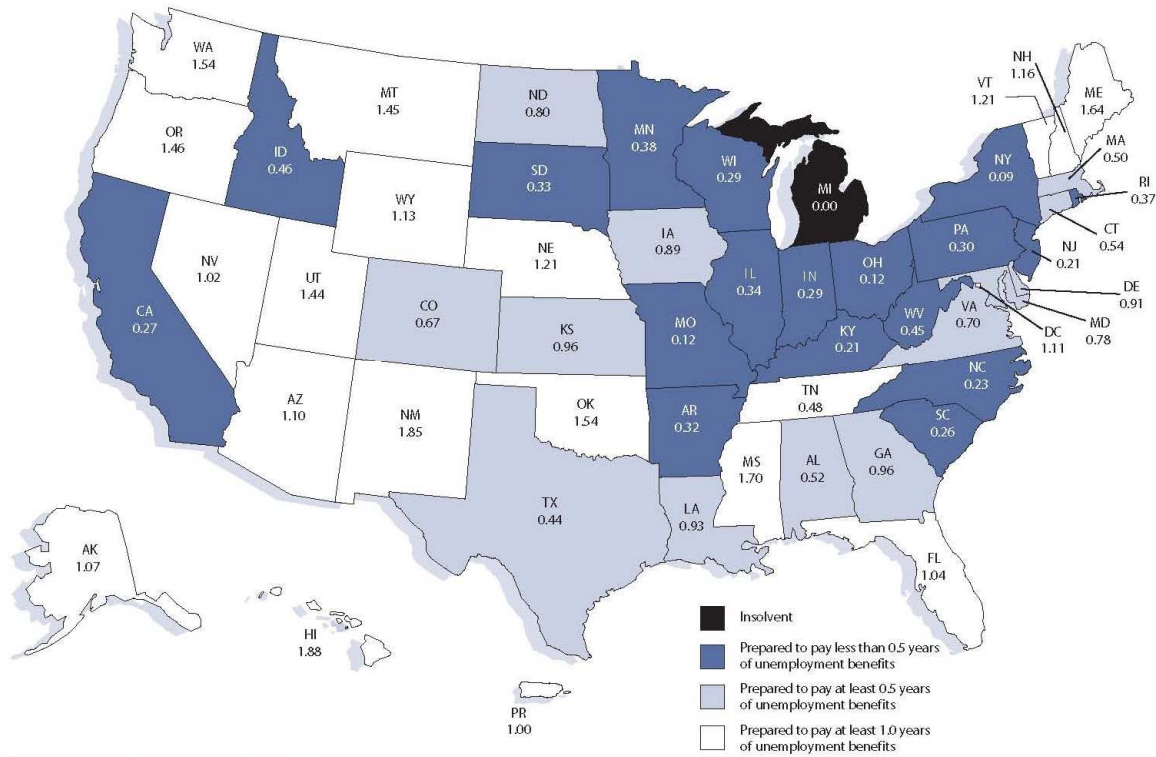 WA
1.54
OR
1.46
ID
0.46
MT
1.45
ND
0.80
MN
0.38
WI
0.29
MI
0.00
SD
0.33
WY
1.13
NE
1.21
IA
0.89
NV
1.02
UT
1.44
CA
0.27
CO
0.67
KS
0.96
MO
0.12
IL
0.34
IN
0.29
OH
0.12
KY
0.21
WV
0.45
VA
0.70
PA
0.30
NY
0.09
VT
1.21
NH
1.16
ME
1.64
MA
0.50
RI
0.37
CT
0.54
NJ
0.21
DE
0.91
MD
0.78
DC
1.11
NC
0.23
SC
0.26
TN
0.48
AZ
1.10
NM
1.85
OK
1.54
AR
0.32
MS
1.70
AL
0.52
GA
0.96
TX
0.44
LA
0.93
FL
1.04
AK
1.07
HI
1.88
PR
1.00
Insolvent
Prepared to pay less than 0.5 years
of unemployment benefits
Prepared to pay at least 0.5 years
of unemployment benefits
Prepared to pay at least 1.0 years
of unemployment benefits